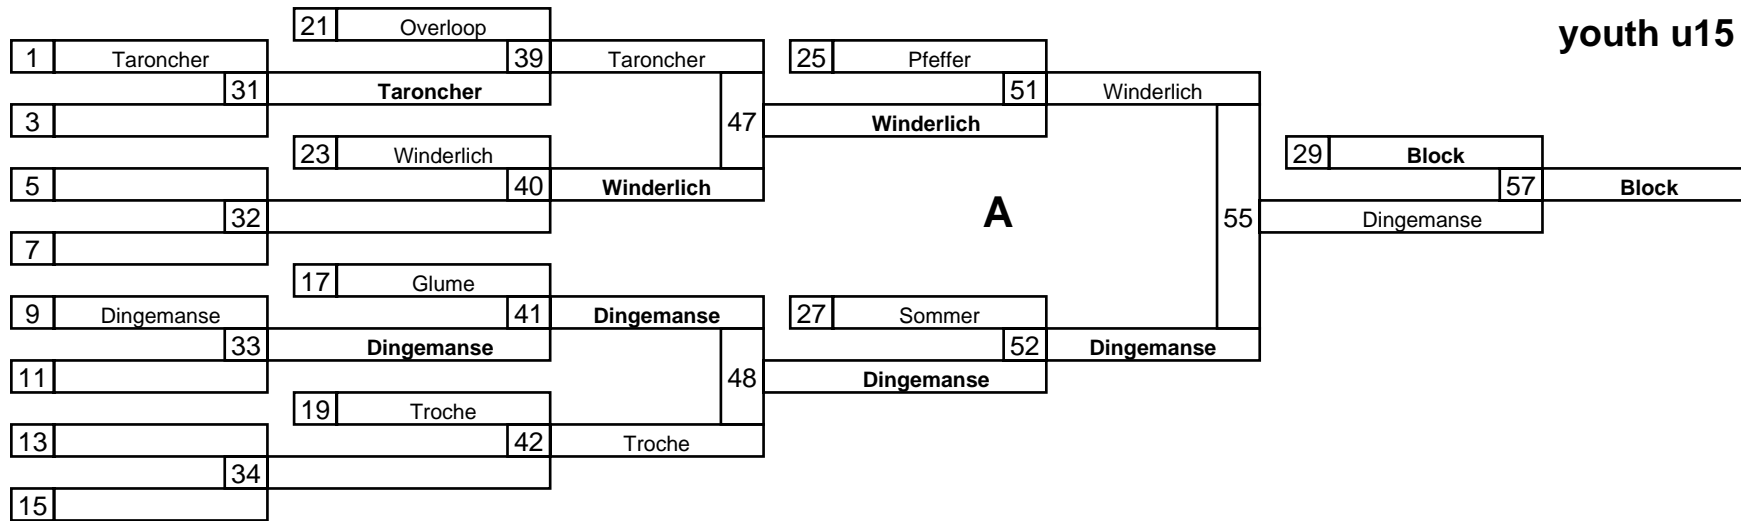 21 Overloop
youth u15
1 Taroncher 39 Taroncher 25 Pfeffer
31 Taroncher 51 Winderlich
3 47 Winderlich
23 Winderlich 29 Block
5 40 Winderlich 57 Block
32 A 55 Dingemanse
7
17 Glume
9 Dingemanse 41 Dingemanse 27 Sommer
33 Dingemanse 52 Dingemanse
11 48 Dingemanse
19 Troche
13 42 Troche
34
15